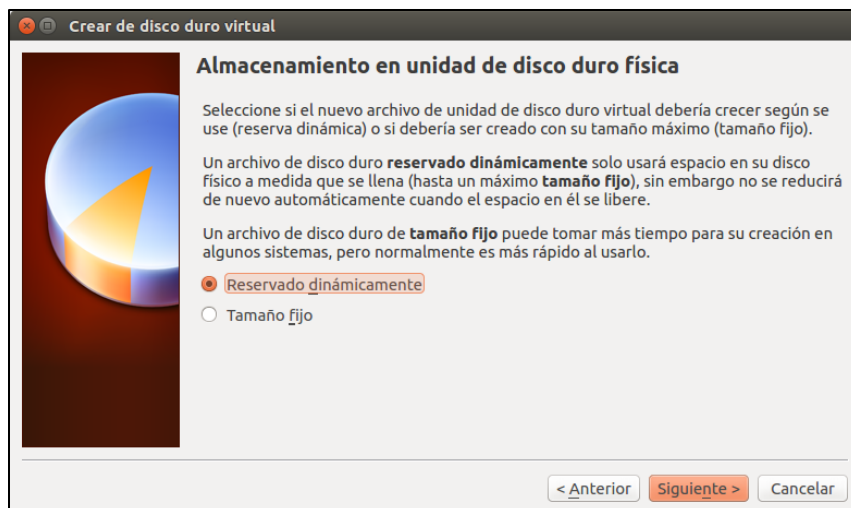 Crear de disco duro virtual
Almacenamiento en unidad de disco duro física
Seleccione si el nuevo archivo de unidad de disco duro virtual debería crecer según se
use (reserva dinámica) o si debería ser creado con su tamaño máximo (tamaño fijo).
Un archivo de disco duro reservado dinámicamente solo usará espacio en su disco
físico a medida que se llena (hasta un máximo tamaño fijo), sin embargo no se reducirá
de nuevo automáticamente cuando el espacio en él se libere.
Un archivo de disco duro de tamaño fijo puede tomar más tiempo para su creación en
algunos sistemas, pero normalmente es más rápido al usarlo.
Reservado dinámicamente
Tamaño fijo
< Anterior Siguiente > Cancelar